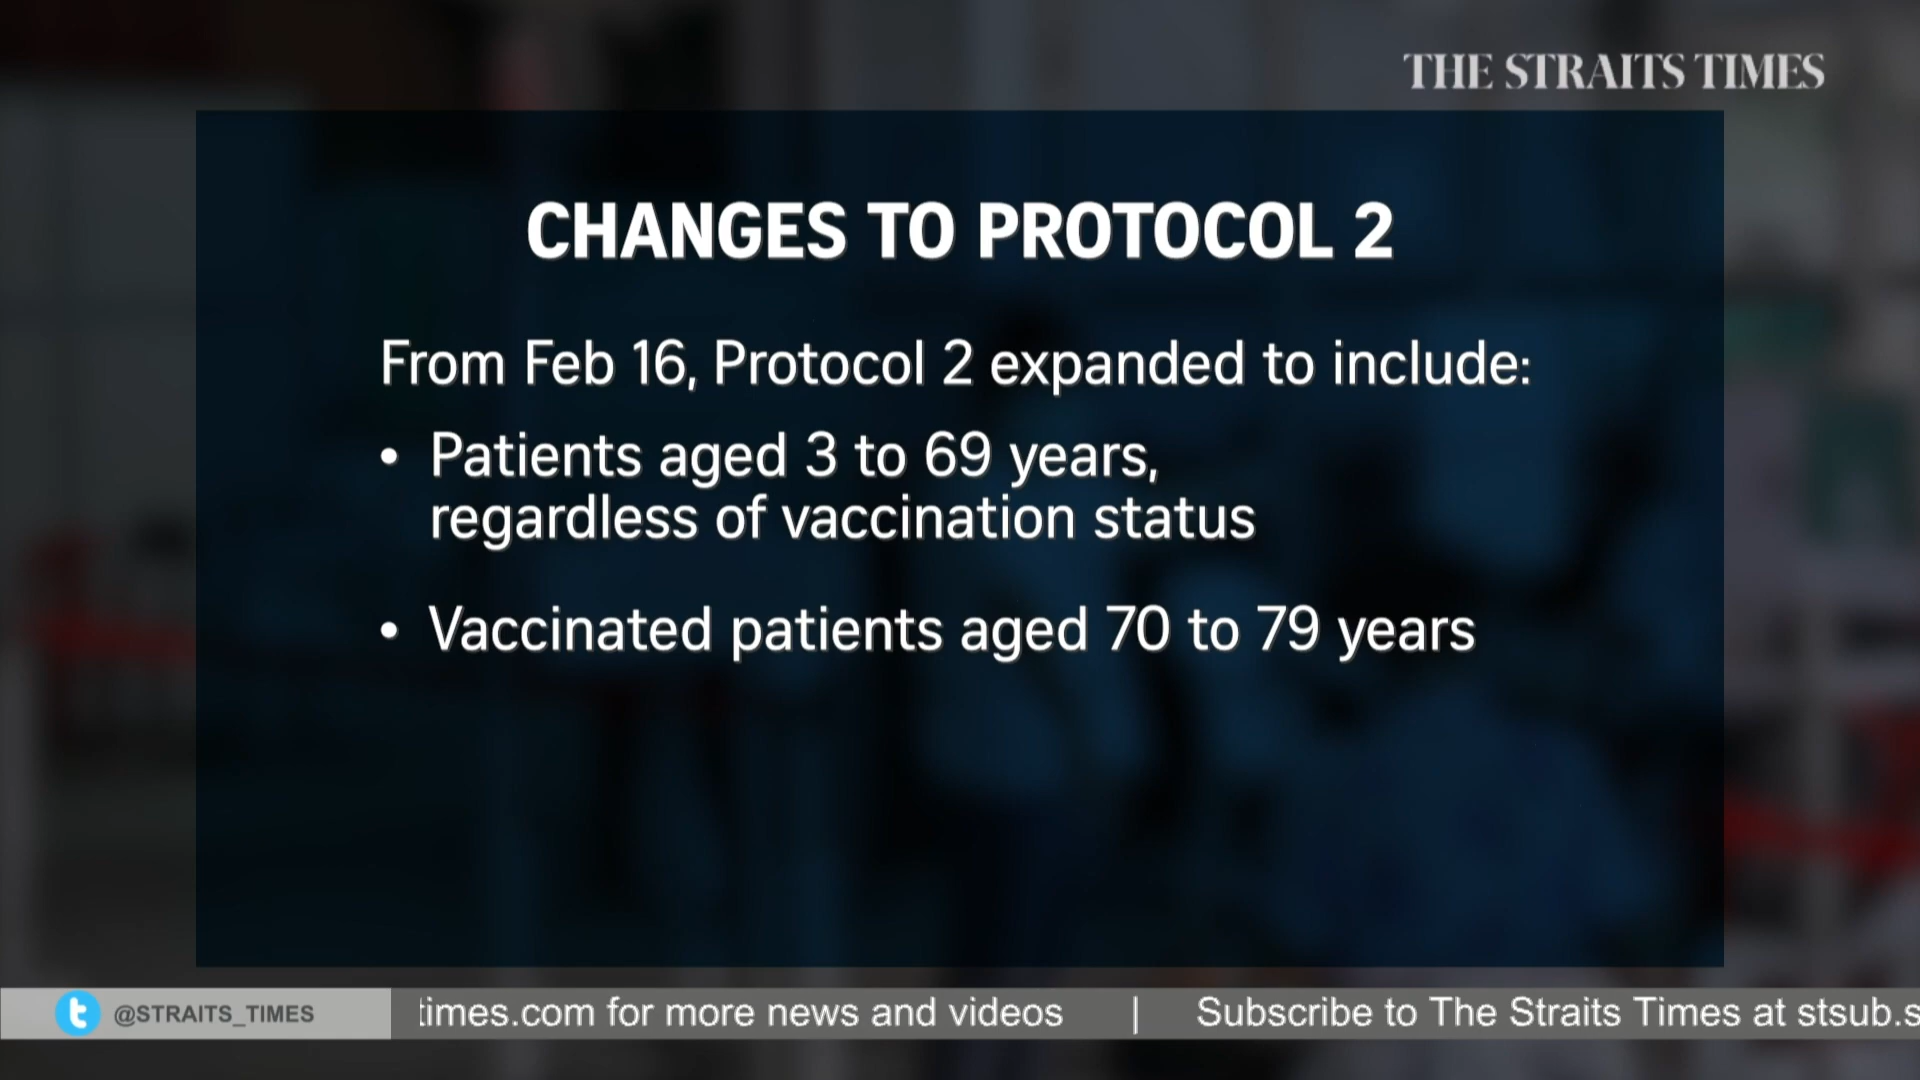 THE STRAITS TIMES
CHANGES TO PROTOCOL 2
From Feb 16, Protocol 2 expanded to include:
• Patients aged 3 to 69 years,
regardless of vaccination status
• Vaccinated patients aged 70 to 79 years
@STRAITS_TIMES
times.com for more news and videos | Subscribe to The Straits Times at stsub.s